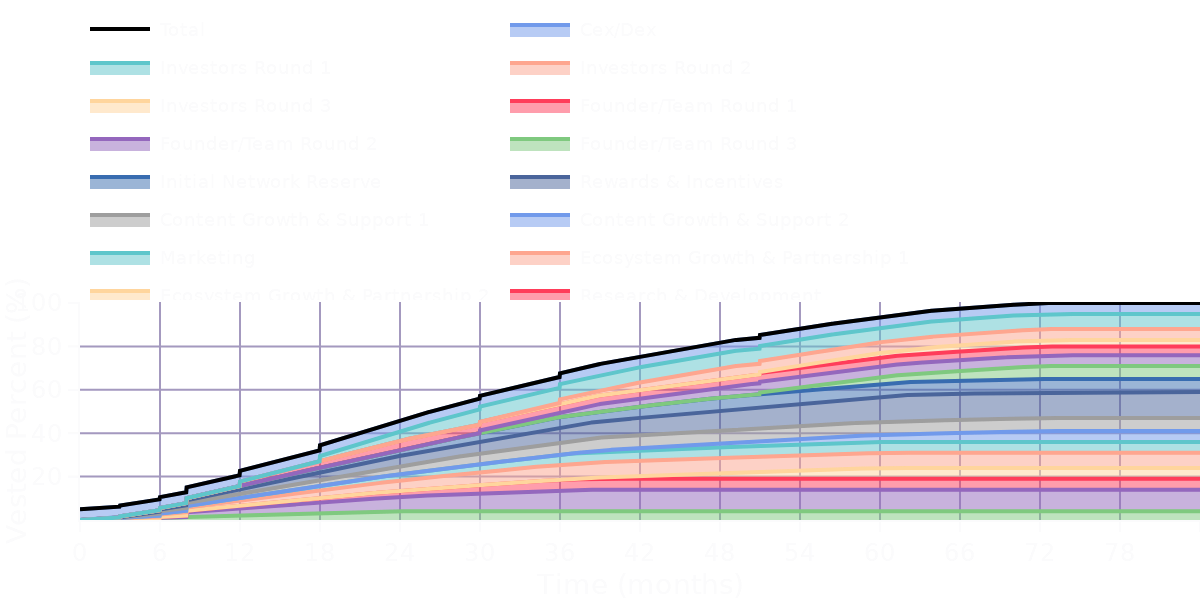 Total
Cex/Dex
Investors Round 1
Investors Round 2
Investors Round 3
Founder/Team Round 1
Founder/Team Round 2
Founder/Team Round 3
Initial Network Reserve
Rewards & Incentives
Content Growth & Support 1
Content Growth & Support 2
Marketing
Ecosystem Growth & Partnership 1
Ecosystem Growth & Partnership 2
Research & Development
Vested Percent (%)
100
80
60
40
20
0 6 12 18 24 30 36 42 48 54 60 66 72 78
Time (months)